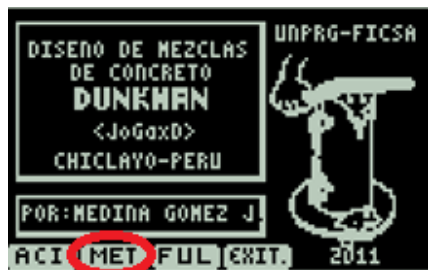 UNPRG-FICSA
DISENO DE MEZCLAS
DE CONCRETO
DUNKHAN
<JoGaxD>
CHICLAYO-PERU
POR:MEDINA GOMEZ J.
ACI MET FUL EXIT. 2011